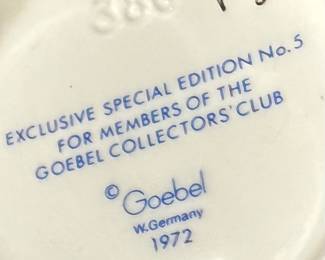 EXCLUSIVE SPECIAL EDITION No. 5
FOR MEMBERS OF THE
GOEBEL COLLECTORS' CLUB
© Goebel
W.Germany
1972